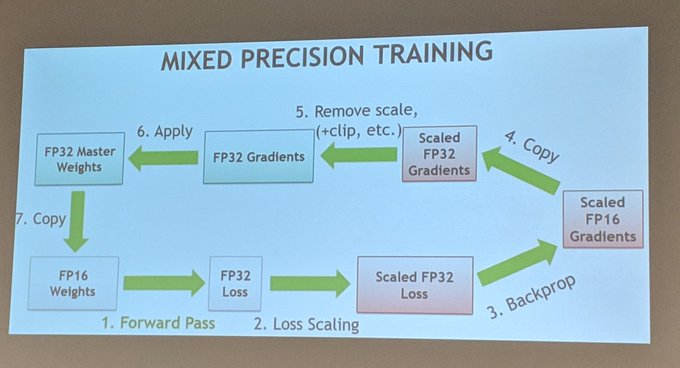 MIXED PRECISION TRAINING
5. Remove scale,
(+clip, etc.)
6. Apply
4. Copy
FP32 Master
Weights
FP32 Gradients
Scaled
FP32
Gradients
Scaled
FP16
Gradients
7. Copy
FP16
Weights
FP32
Loss
Scaled FP32
Loss
3. Backprop
1. Forward Pass
2. Loss Scaling